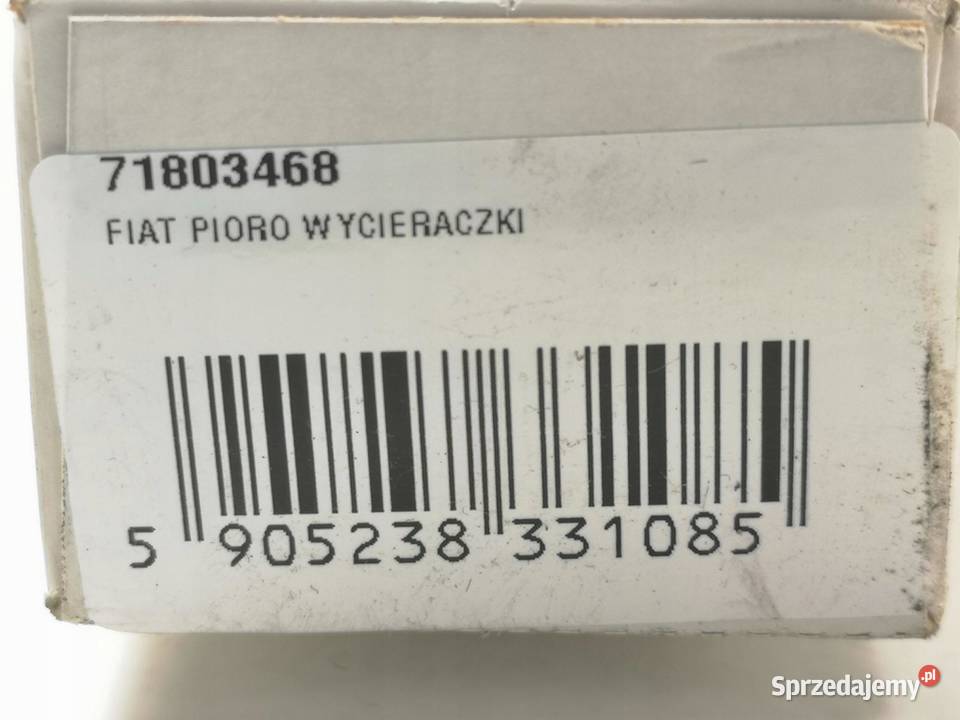 71803468
FIAT PIORO WYCIERACZKI
5 905238 331085
Sprzedajemy.pl